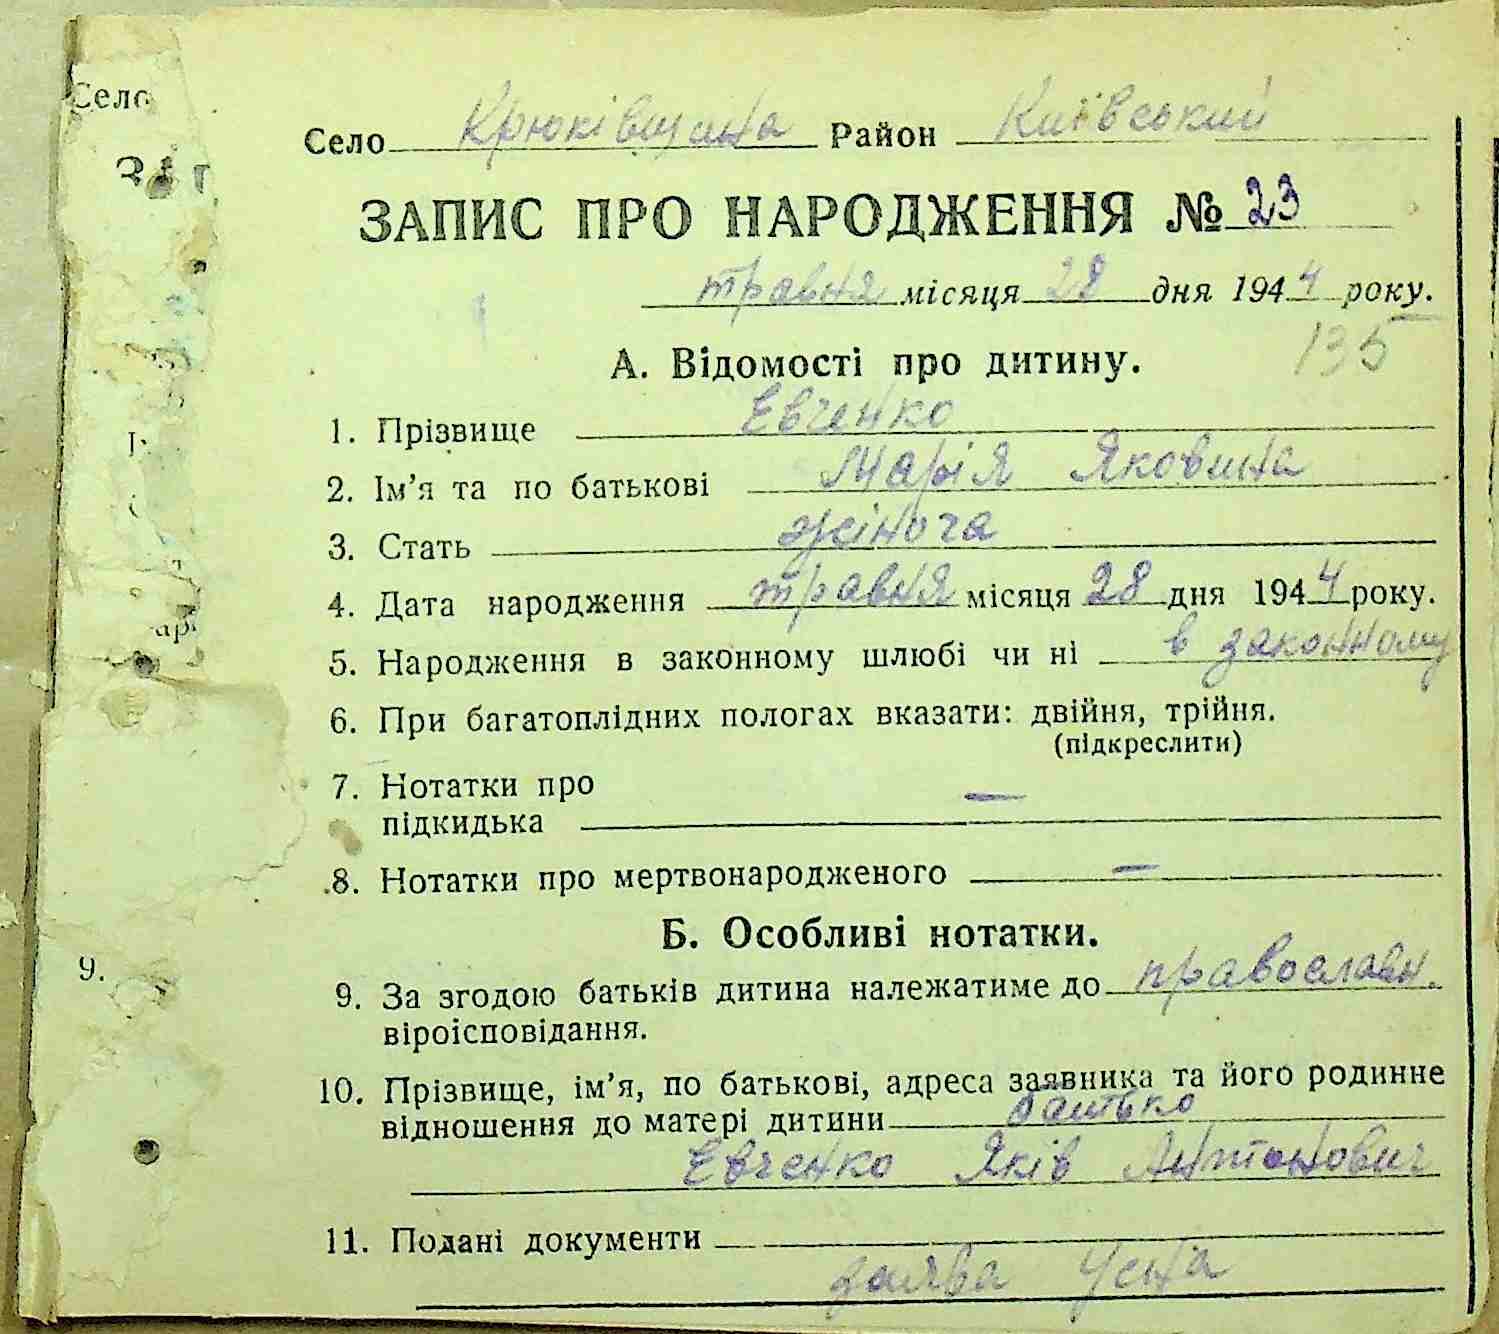 Село
Село Крюківщина Район Київський
ЗАПИС ПРО НАРОДЖЕННЯ № 23
травня місяця 28 дня 1944 року.
135
А. Відомості про дитину.
1. Прізвище Евченко
2. Ім’я та по батькові Марія Яковина
3. Стать жіноча
4. Дата народження травня місяця 28 дня 1944 року.
5. Народження в законному шлюбі чи ні в законному
6. При багатоплідних пологах вказати: двійня, трійня.
(підкреслити)
7. Нотатки про
підкидька —
8. Нотатки про мертвонародженого —
Б. Особливі нотатки.
9.
9. За згодою батьків дитина належатиме до православн.
віроісповідання.
10. Прізвище, ім’я, по батькові, адреса заявника та його родинне
відношення до матері дитини батько
Евченко Яків Антонович
11. Подані документи
заява Усна